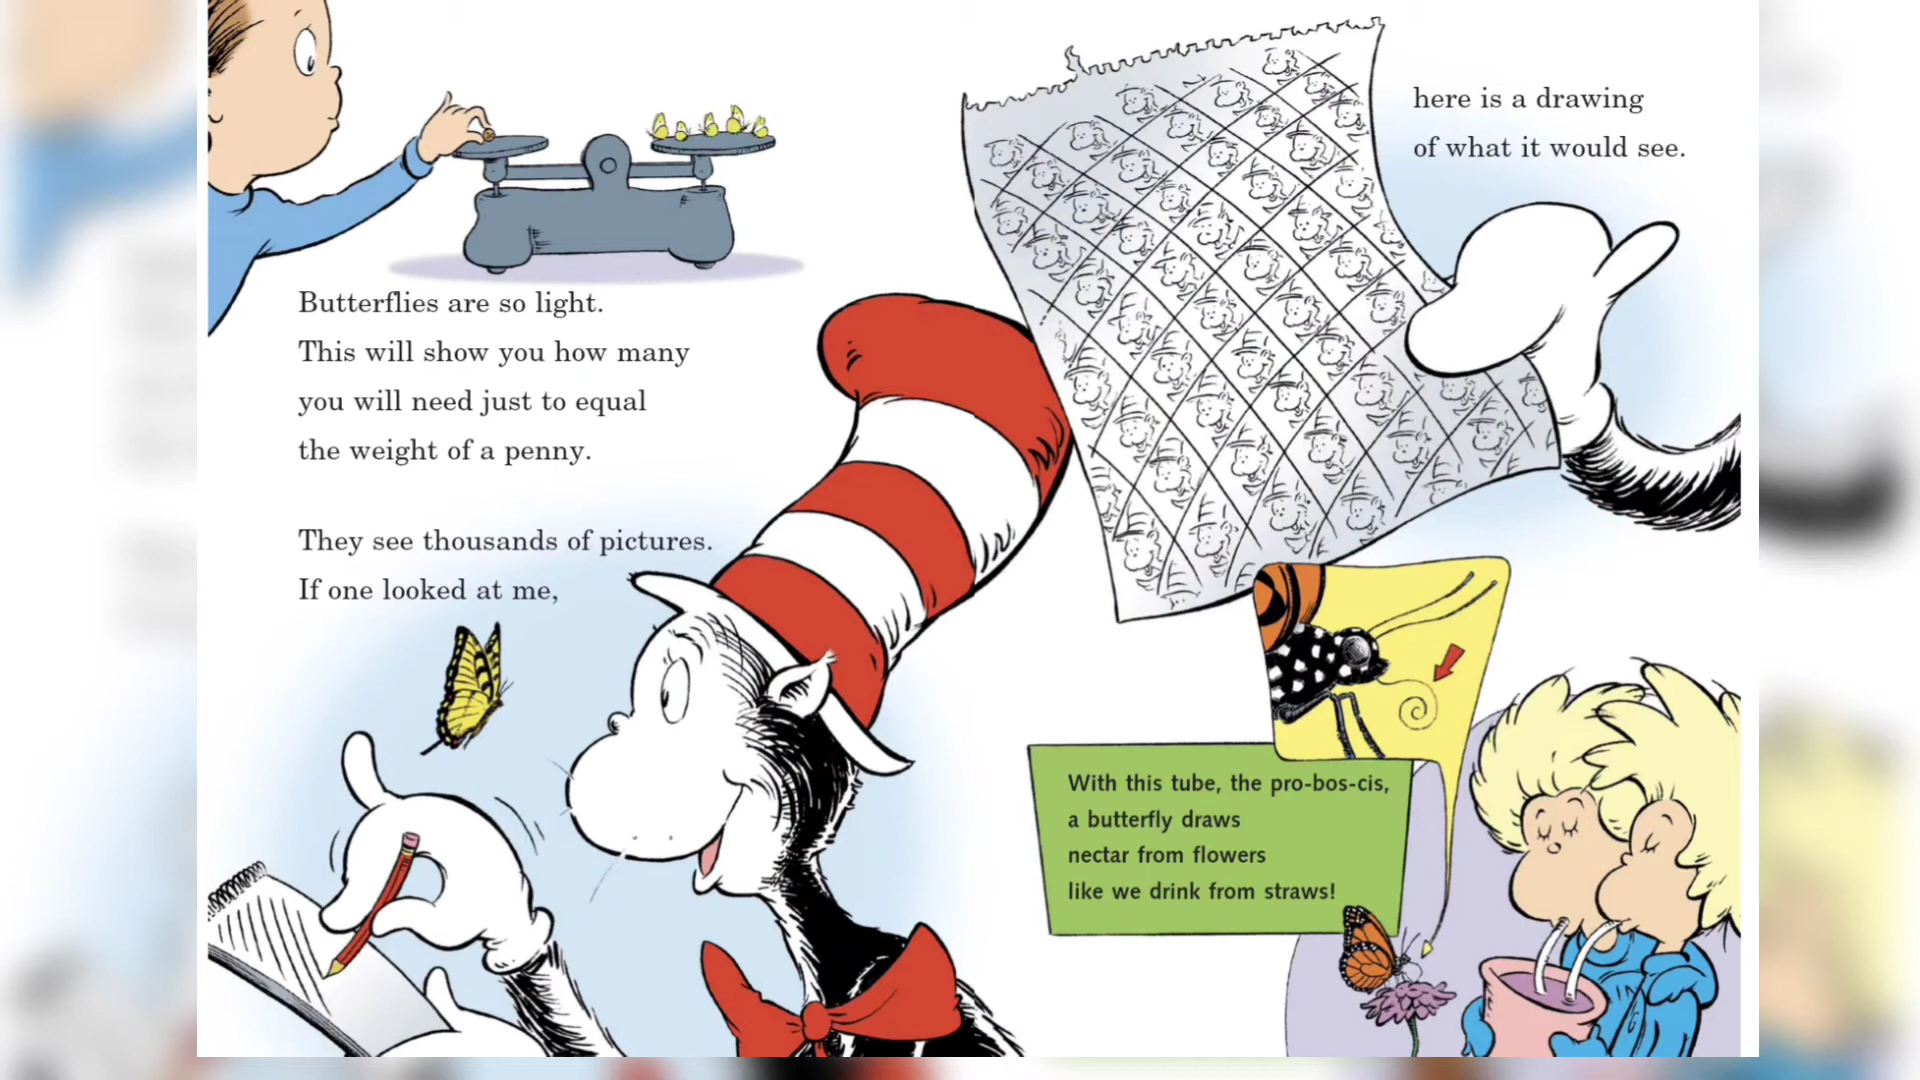 Butterflies are so light.
This will show you how many
you will need just to equal
the weight of a penny.
They see thousands of pictures.
If one looked at me,
here is a drawing
of what it would see.
With this tube, the pro-bos-cis,
a butterfly draws
nectar from flowers
like we drink from straws!